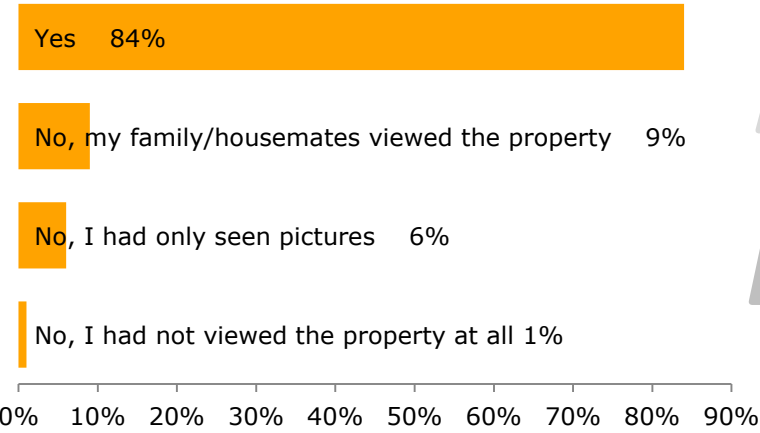 Yes 84%
No, my family/housemates viewed the property 9%
No, I had only seen pictures 6%
No, I had not viewed the property at all 1%
0% 10% 20% 30% 40% 50% 60% 70% 80% 90%